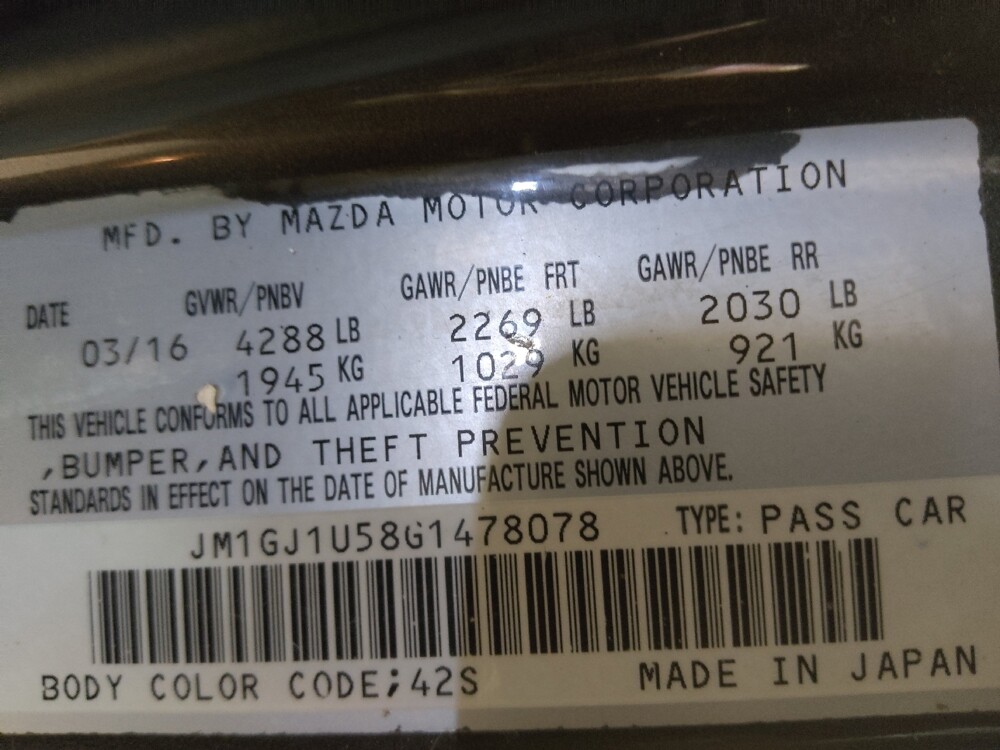 MFD. BY MAZDA MOTOR CORPORATION
DATE GVWR/PNBV GAWR/PNBE FRT GAWR/PNBE RR
03/16 4288 LB 2269 LB 2030 LB
1945 KG 1029 KG 921 KG
THIS VEHICLE CONFORMS TO ALL APPLICABLE FEDERAL MOTOR VEHICLE SAFETY
,BUMPER,AND THEFT PREVENTION
STANDARDS IN EFFECT ON THE DATE OF MANUFACTURE SHOWN ABOVE.
JM1GJ1U58G1478078 TYPE: PASS CAR
BODY COLOR CODE;42S MADE IN JAPAN